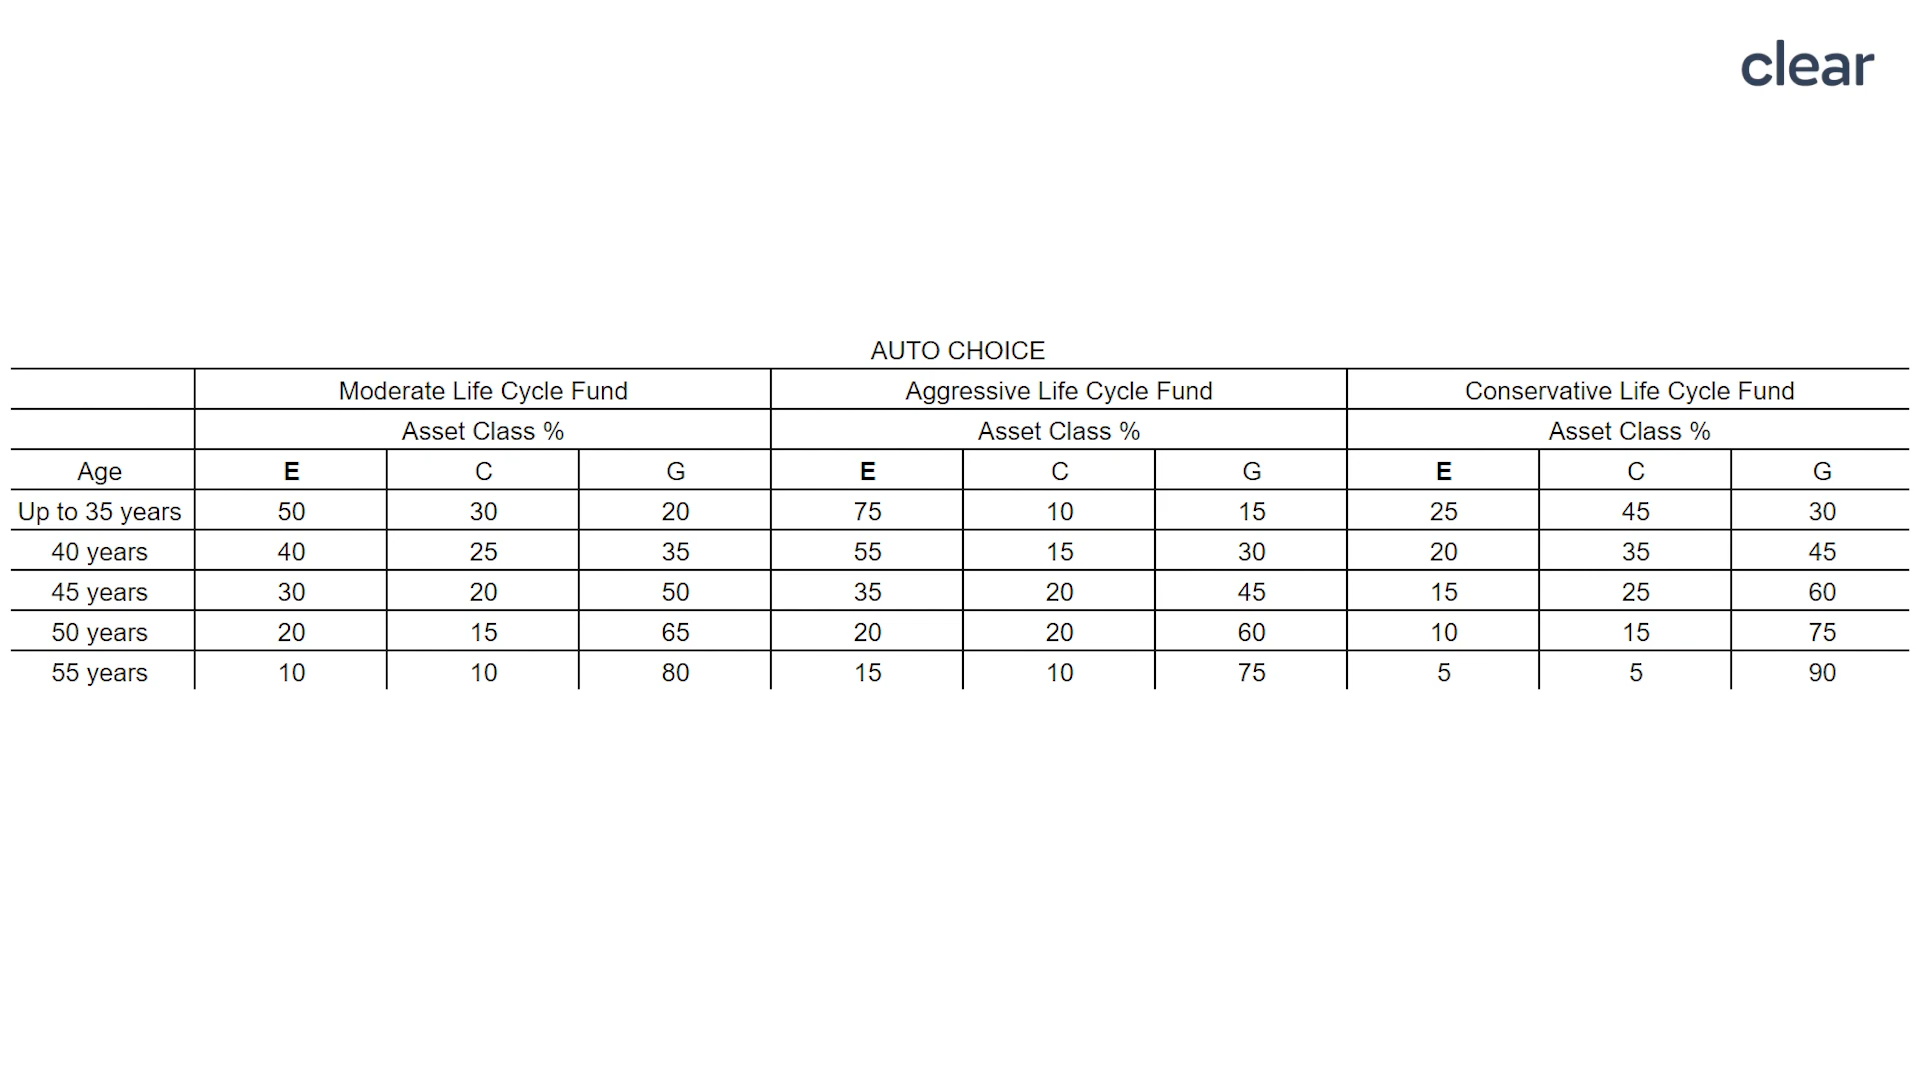 clear
AUTO CHOICE
Moderate Life Cycle Fund Aggressive Life Cycle Fund Conservative Life Cycle Fund
Asset Class % Asset Class % Asset Class %
Age E C G E C G E C G
Up to 35 years 50 30 20 75 10 15 25 45 30
40 years 40 25 35 55 15 30 20 35 45
45 years 30 20 50 35 20 45 15 25 60
50 years 20 15 65 20 20 60 10 15 75
55 years 10 10 80 15 10 75 5 5 90